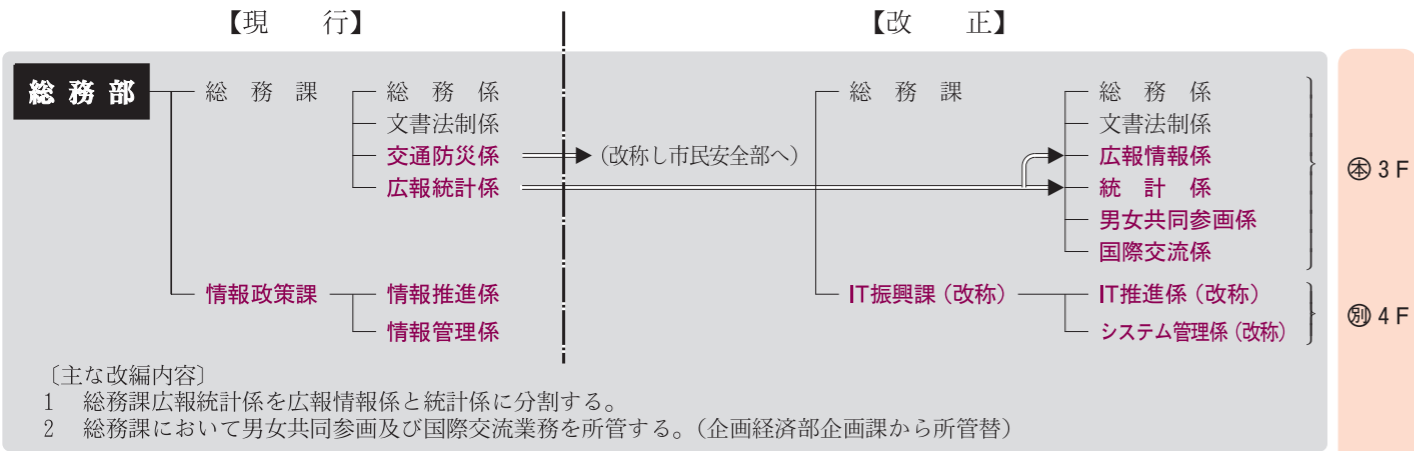 【現　行】
【改　正】
総務部
総務課
総務係
文書法制係
交通防災係
広報統計係
情報政策課
情報推進係
情報管理係
（改称し市民安全部へ）
総務課
総務係
文書法制係
広報情報係
統計係
男女共同参画係
国際交流係
IT振興課（改称）
IT推進係（改称）
システム管理係（改称）
㊍3F
㊕4F
〔主な改編内容〕
1　総務課広報統計係を広報情報係と統計係に分割する。
2　総務課において男女共同参画及び国際交流業務を所管する。（企画経済部企画課から所管替）